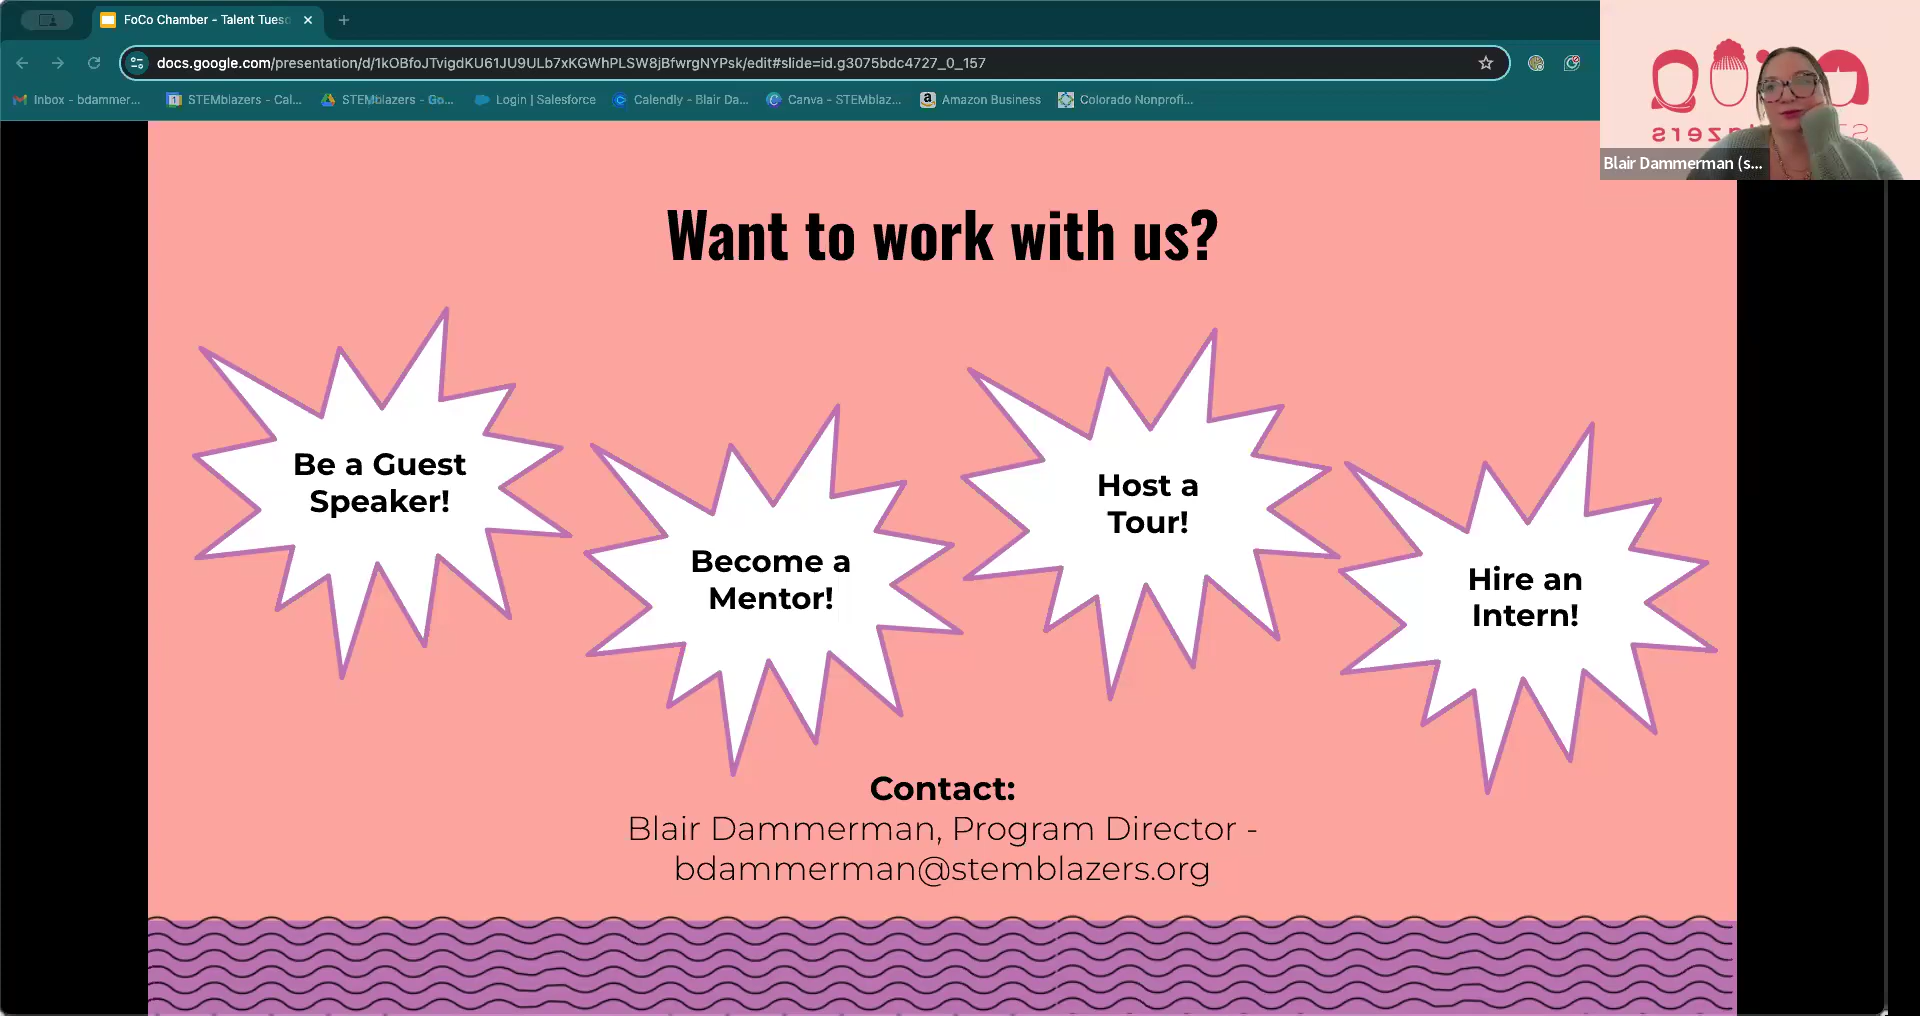 FoCo Chamber - Talent Tues
docs.google.com/presentation/d/1kOBfoJTvigdKU61JU9ULb7xKGWhPLSW8jBfwrgNYPsk/edit#slide=id.g3075bdc4727_0_157
Inbox - bdammer...
STEMblazers - Cal...
STEMblazers - Go...
Login | Salesforce
Calendly - Blair Da...
Canva - STEMblaz...
Amazon Business
Colorado Nonprofi...
Blair Dammerman (s...
Want to work with us?
Be a Guest
Speaker!
Become a
Mentor!
Host a
Tour!
Hire an
Intern!
Contact:
Blair Dammerman, Program Director -
bdammerman@stemblazers.org